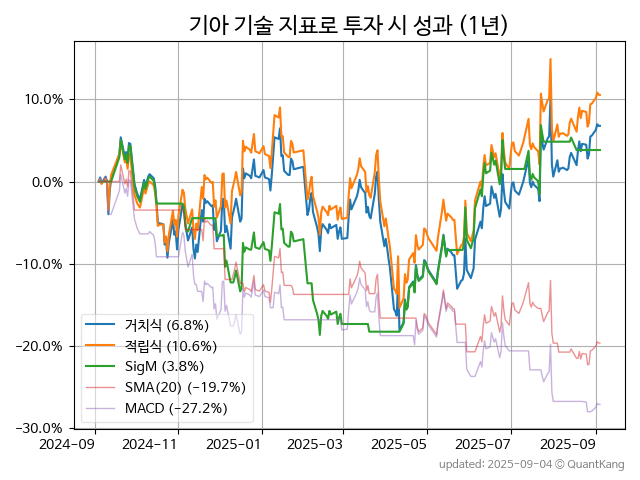 기아 기술 지표로 투자 시 성과 (1년)
10.0%
0.0%
−10.0%
−20.0%
−30.0%
거치식 (6.8%)
적립식 (10.6%)
SigM (3.8%)
SMA(20) (−19.7%)
MACD (−27.2%)
2024-09 2024-11 2025-01 2025-03 2025-05 2025-07 2025-09
updated: 2025-09-04 © QuantKang